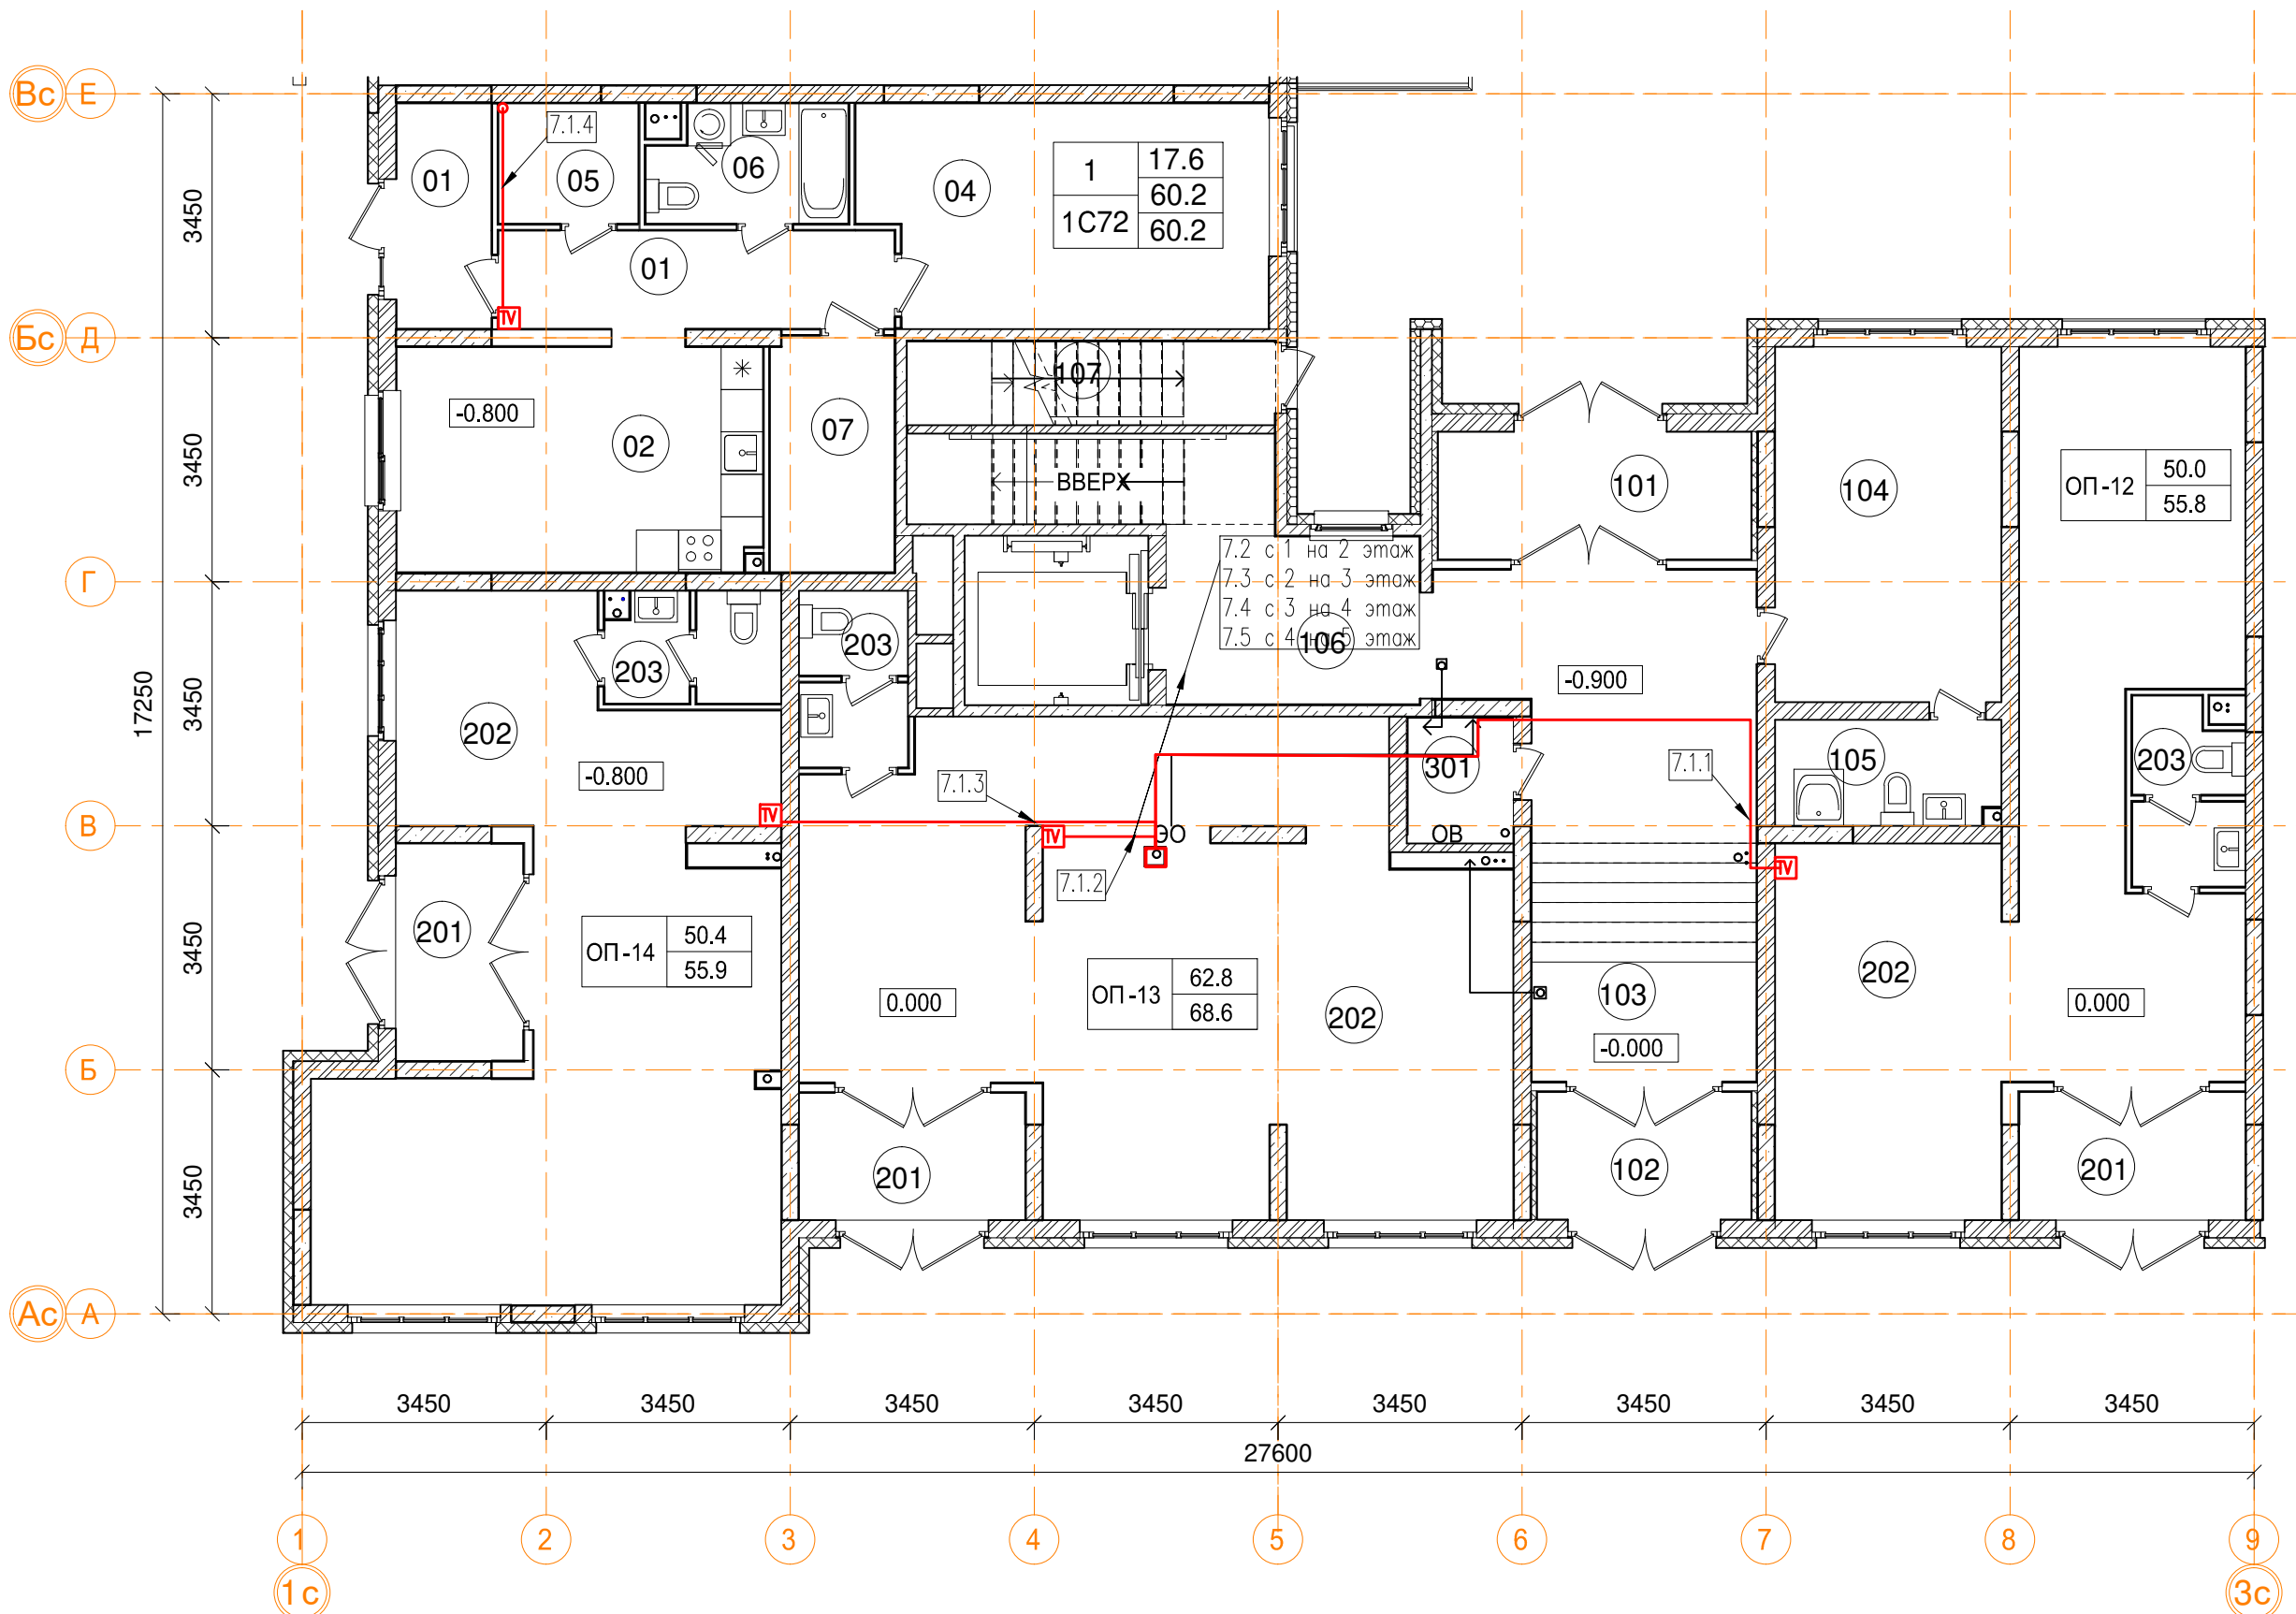 Вс Е
7.1.4
01
05
06
04
1
17.6
60.2
1С72
60.2
3450
01
Бс Д
TV
107
-0.800
02
07
ВВЕРХ
101
104
ОП-12
50.0
55.8
3450
7.2 с 1 на 2 этаж
7.3 с 2 на 3 этаж
7.4 с 3 на 4 этаж
7.5 с 4 на 5 этаж
Г
106
203
203
-0.900
17250
3450
202
-0.800
7.1.3
301
7.1.1
105
203
TV
TV
ЭО
ОВ
В
7.1.2
TV
201
ОП-14
50.4
55.9
3450
0.000
ОП-13
62.8
68.6
202
103
-0.000
202
0.000
Б
3450
201
102
201
Ас А
3450
3450
3450
3450
3450
3450
3450
3450
27600
1
2
3
4
5
6
7
8
9
1с
3с